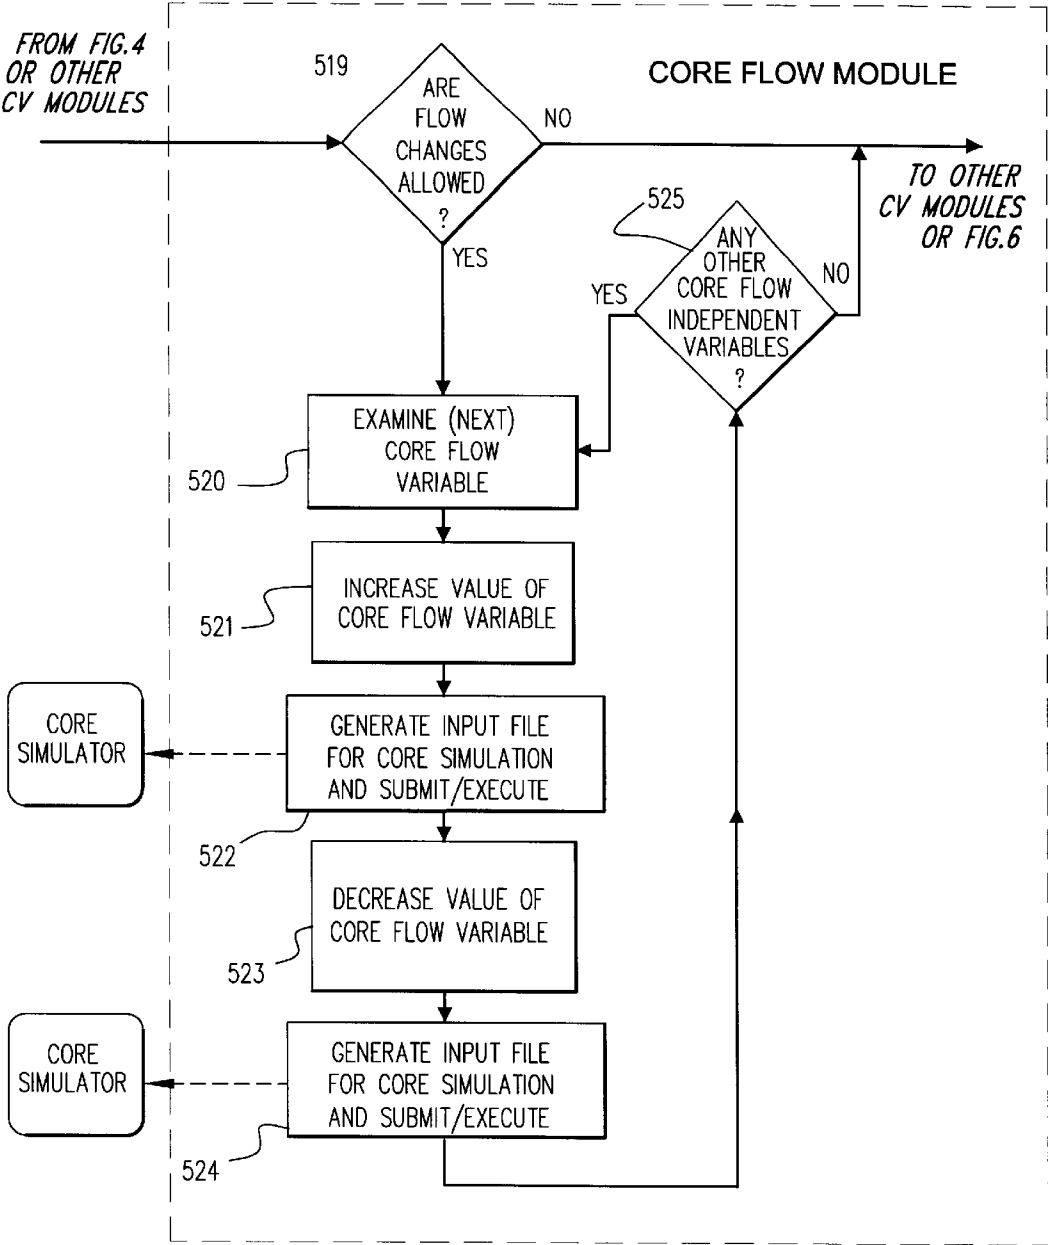 FROM FIG.4
OR OTHER
CV MODULES
519
ARE
FLOW
CHANGES
ALLOWED
?
NO
YES
CORE FLOW MODULE
TO OTHER
CV MODULES
OR FIG.6
525
ANY
OTHER
CORE FLOW
INDEPENDENT
VARIABLES
?
YES
NO
EXAMINE (NEXT)
CORE FLOW
VARIABLE
520
INCREASE VALUE OF
CORE FLOW VARIABLE
521
CORE
SIMULATOR
GENERATE INPUT FILE
FOR CORE SIMULATION
AND SUBMIT/EXECUTE
522
DECREASE VALUE OF
CORE FLOW VARIABLE
523
CORE
SIMULATOR
GENERATE INPUT FILE
FOR CORE SIMULATION
AND SUBMIT/EXECUTE
524